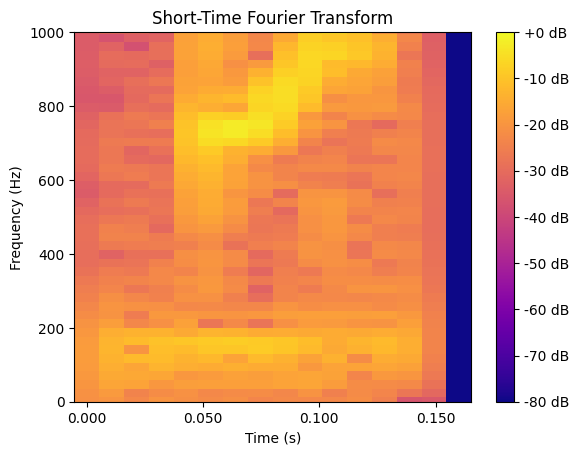 Short-Time Fourier Transform
1000
800
600
400
200
0
Frequency (Hz)
0.000
0.050
0.100
0.150
Time (s)
+0 dB
-10 dB
-20 dB
-30 dB
-40 dB
-50 dB
-60 dB
-70 dB
-80 dB